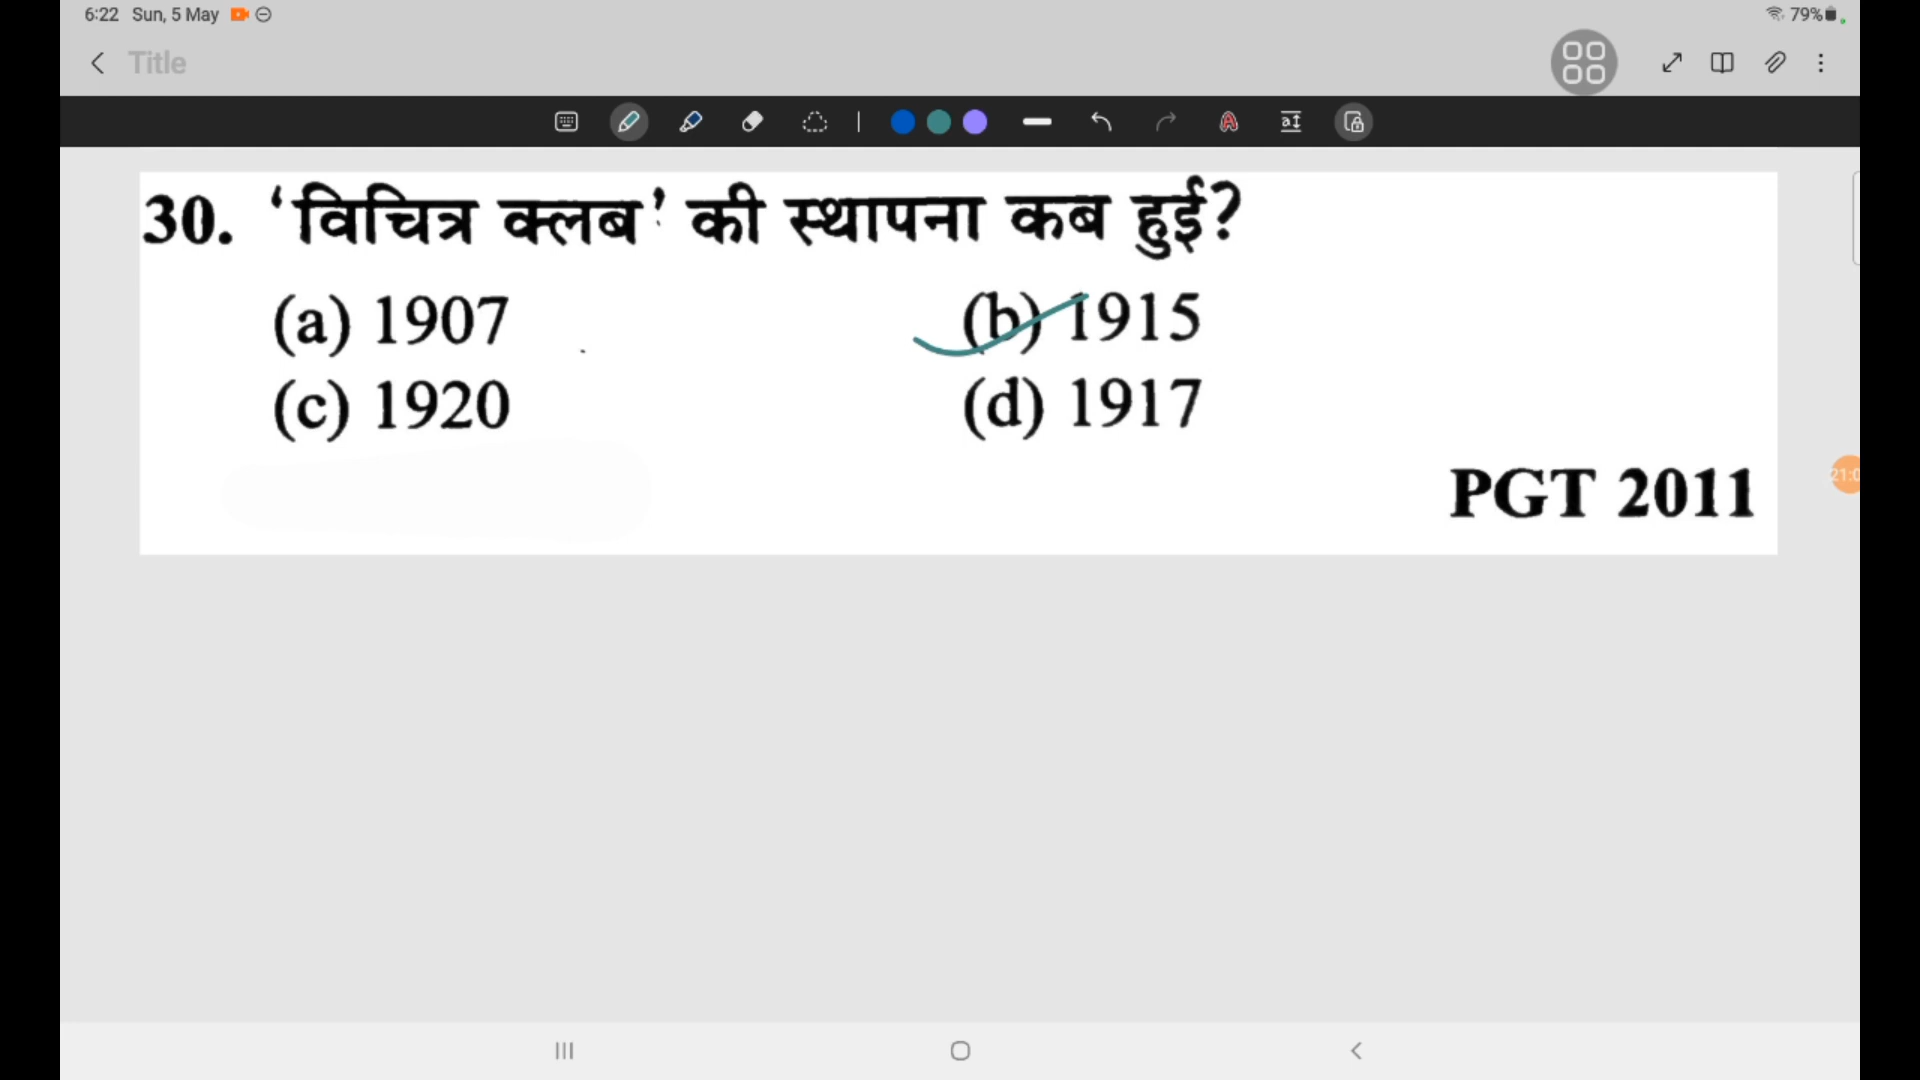 6:22 Sun, 5 May 79%
Title
30. ‘विचित्र क्लब’ की स्थापना कब हुई?
(a) 1907 (b) 1915
(c) 1920 (d) 1917
PGT 2011